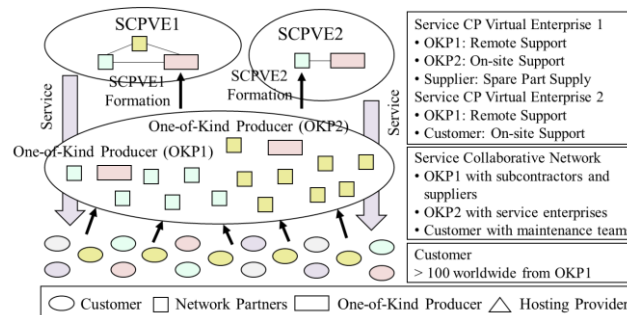 SCPVE1
SCPVE2
SCPVE1
Formation
SCPVE2
Formation
Service
Service
One-of-Kind Producer (OKP2)
One-of-Kind Producer (OKP1)
Service CP Virtual Enterprise 1
• OKP1: Remote Support
• OKP2: On-site Support
• Supplier: Spare Part Supply
Service CP Virtual Enterprise 2
• OKP1: Remote Support
• Customer: On-site Support
Service Collaborative Network
• OKP1 with subcontractors and
suppliers
• OKP2 with service enterprises
• Customer with maintenance team
Customer
> 100 worldwide from OKP1
Customer
Network Partners
One-of-Kind Producer
Hosting Provider